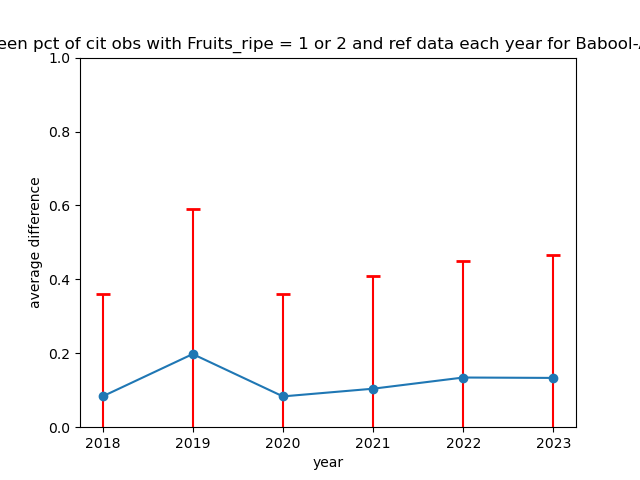 een pct of cit obs with Fruits_ripe = 1 or 2 and ref data each year for Babool-
1.0
0.8
0.6
0.4
0.2
0.0
average difference
2018 2019 2020 2021 2022 2023
year